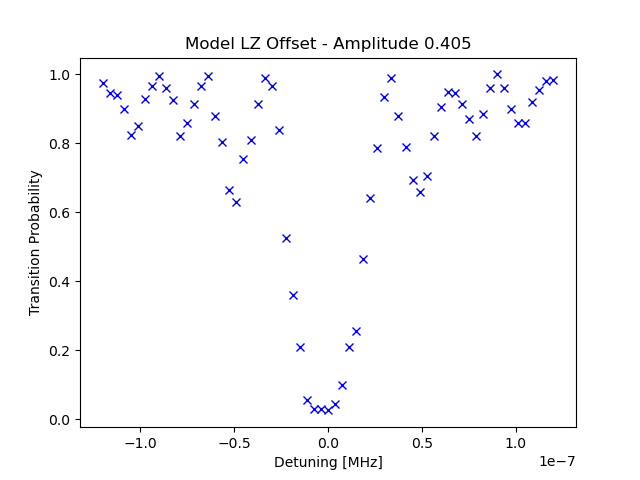 Model LZ Offset - Amplitude 0.405
1.0
0.8
0.6
0.4
0.2
0.0
Transition Probability
−1.0 −0.5 0.0 0.5 1.0
1e−7
Detuning [MHz]